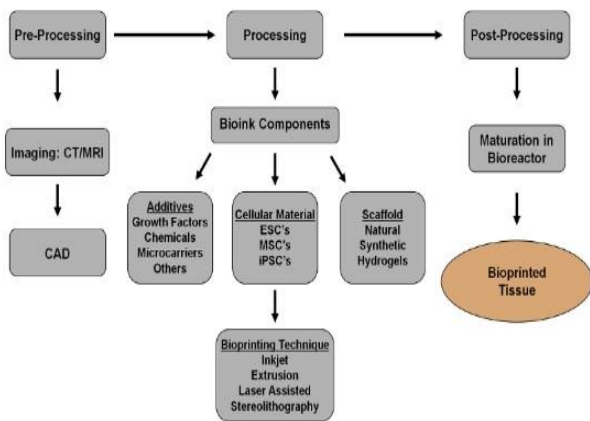 Pre-Processing
Processing
Post-Processing
Imaging: CT/MRI
CAD
Bioink Components
Additives
Growth Factors
Chemicals
Microcarriers
Others
Cellular Material
ESC's
MSC's
iPSC's
Scaffold
Natural
Synthetic
Hydrogels
Bioprinting Technique
Inkjet
Extrusion
Laser Assisted
Stereolithography
Maturation in
Bioreactor
Bioprinted
Tissue